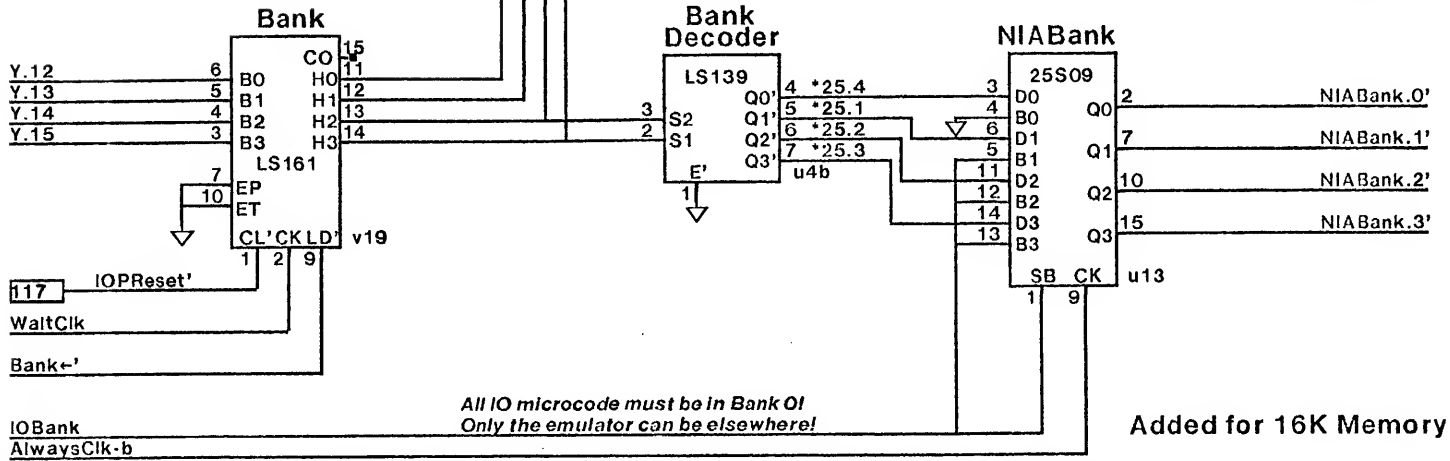 Bank
CO 15
Y.12 6 B0 H0 11
Y.13 5 B1 H1 12
Y.14 4 B2 H2 13
Y.15 3 B3 H3 14
LS161
7 EP
10 ET
CL' CK LD' v19
1 2 9
117 IOPReset'
WaitClk
Bank←'
IOBank
AlwaysClk-b
Bank
Decoder
LS139
3 S2
2 S1
Q0' 4 *25.4
Q1' 5 *25.1
Q2' 6 *25.2
Q3' 7 *25.3
E'
1
u4b
NIABank
25S09
3 D0
4 B0
6 D1
5 B1
11 D2
12 B2
14 D3
13 B3
Q0 2 NIABank.0'
Q1 7 NIABank.1'
Q2 10 NIABank.2'
Q3 15 NIABank.3'
SB CK u13
1 9
All IO microcode must be in Bank 0!
Only the emulator can be elsewhere!
Added for 16K Memory